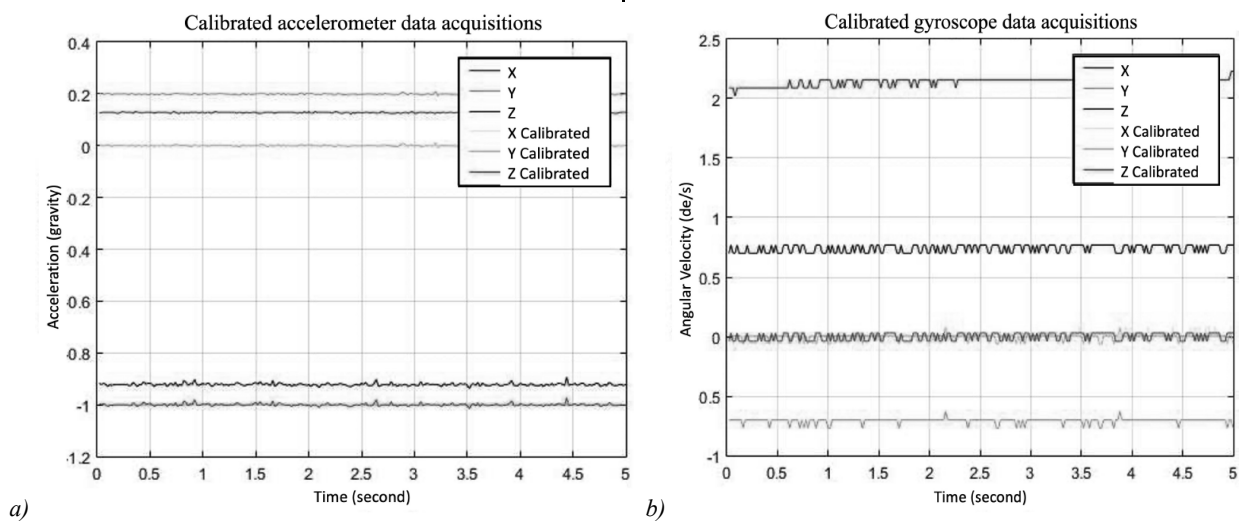 Calibrated accelerometer data acquisitions
0.4
0.2
0
0.2
0.4
0.6
0.8
-1
1.2
Acceleration (gravity)
X
Y
Z
X Calibrated
Y Calibrated
Z Calibrated
0 0.5 1 1.5 2 2.5 3 3.5 4 4.5 5
Time (second)
a)
Calibrated gyroscope data acquisitions
2.5
2
1.5
1
0.5
0
0.5
-1
Angular Velocity (de/s)
X
Y
Z
X Calibrated
Y Calibrated
Z Calibrated
0 0.5 1 1.5 2 2.5 3 3.5 4 4.5 5
Time (second)
b)